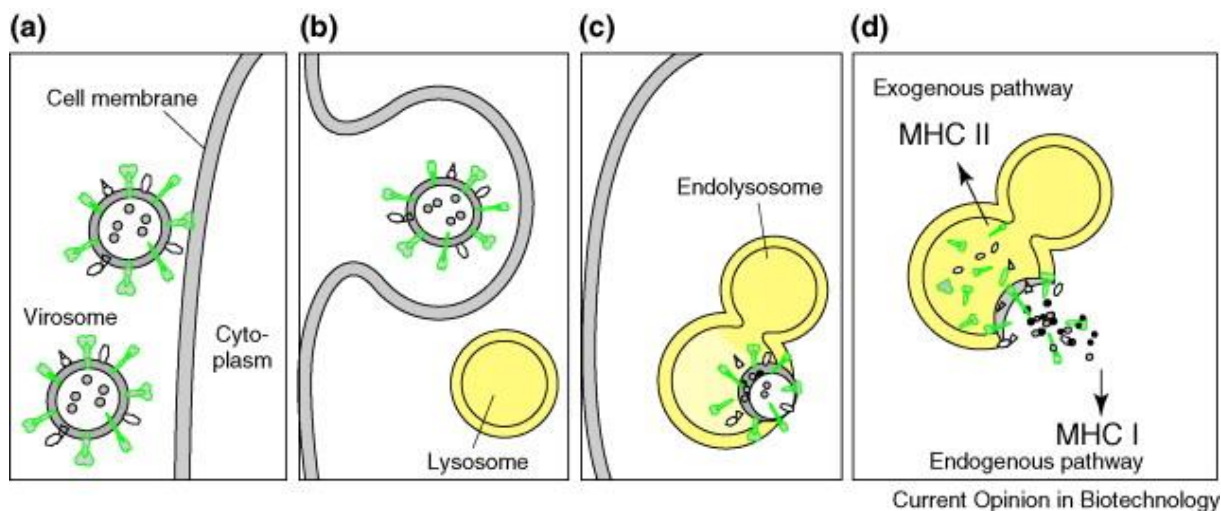 (a)
Cell membrane
Virosome
Cyto-
plasm
(b)
Lysosome
(c)
Endolysosome
(d)
Exogenous pathway
MHC II
MHC I
Endogenous pathway
Current Opinion in Biotechnology